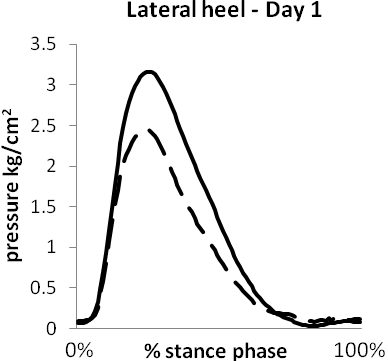 Lateral heel - Day 1
pressure kg/cm²
3.5
3
2.5
2
1.5
1
0.5
0
0% % stance phase 100%